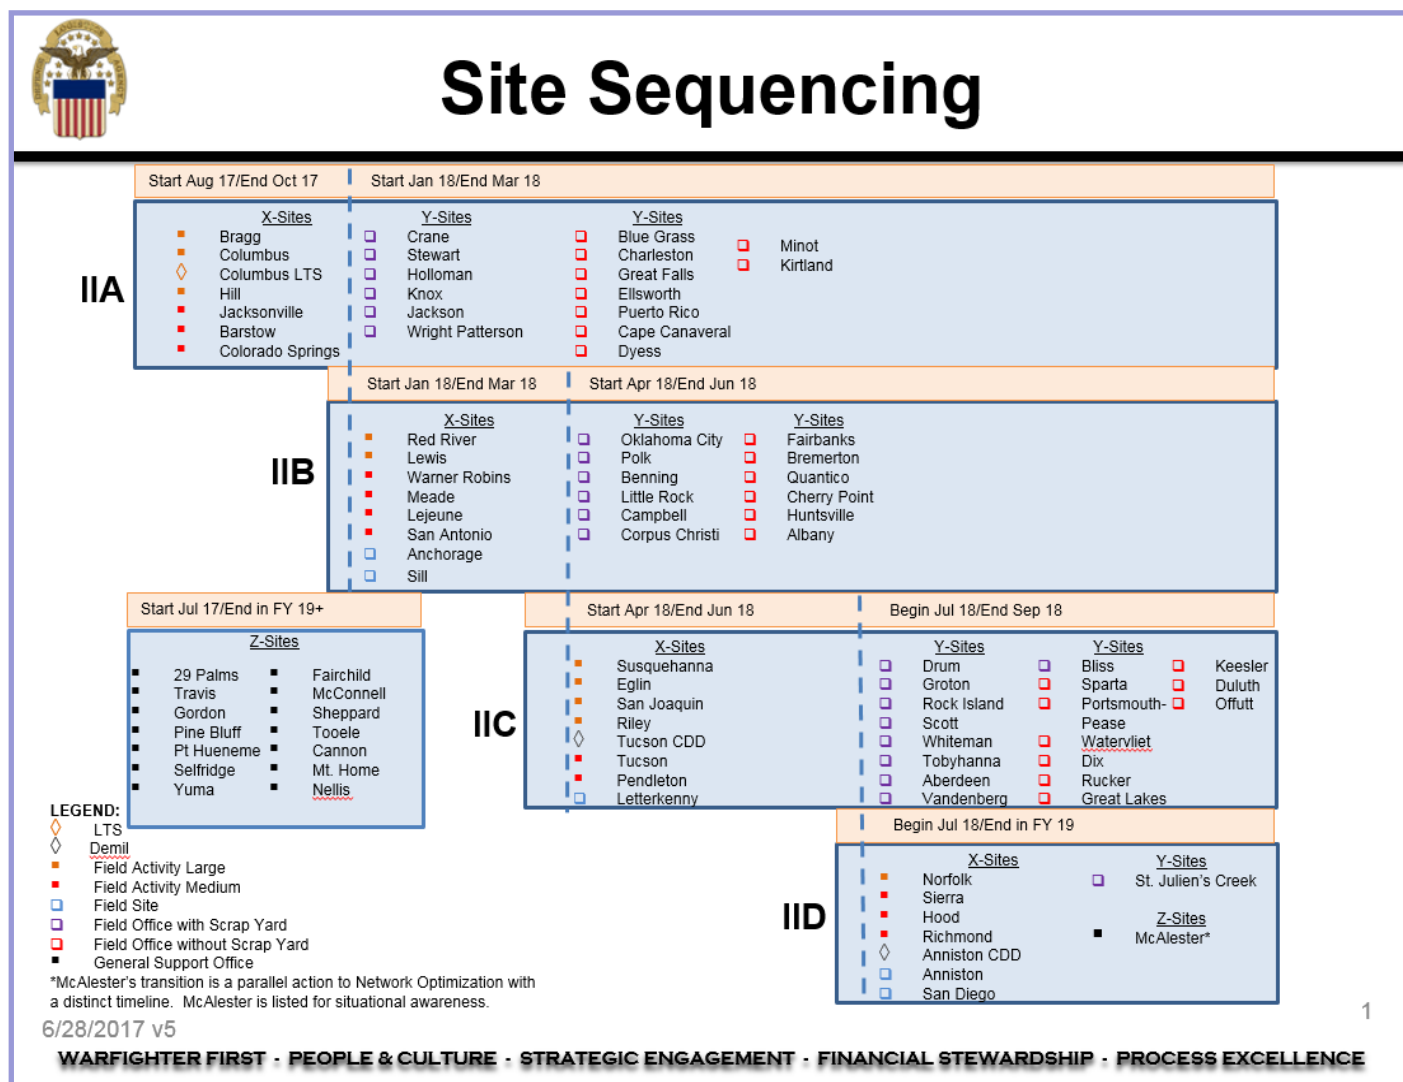 Site Sequencing
Start Aug 17/End Oct 17
Start Jan 18/End Mar 18
IIA
X-Sites
Bragg
Columbus
Columbus LTS
Hill
Jacksonville
Barstow
Colorado Springs
Y-Sites
Crane
Stewart
Holloman
Knox
Jackson
Wright Patterson
Y-Sites
Blue Grass
Charleston
Great Falls
Ellsworth
Puerto Rico
Cape Canaveral
Dyess
Minot
Kirtland
Start Jan 18/End Mar 18
Start Apr 18/End Jun 18
IIB
X-Sites
Red River
Lewis
Warner Robins
Meade
Lejeune
San Antonio
Anchorage
Sill
Y-Sites
Oklahoma City
Polk
Benning
Little Rock
Campbell
Corpus Christi
Y-Sites
Fairbanks
Bremerton
Quantico
Cherry Point
Huntsville
Albany
Start Jul 17/End in FY 19+
Z-Sites
29 Palms
Travis
Gordon
Pine Bluff
Pt Hueneme
Selfridge
Yuma
Fairchild
McConnell
Sheppard
Tooele
Cannon
Mt. Home
Nellis
Start Apr 18/End Jun 18
Begin Jul 18/End Sep 18
IIC
X-Sites
Susquehanna
Eglin
San Joaquin
Riley
Tucson CDD
Tucson
Pendleton
Letterkenny
Y-Sites
Drum
Groton
Rock Island
Scott
Whiteman
Tobyhanna
Aberdeen
Vandenberg
Y-Sites
Bliss
Sparta
Portsmouth-
Pease
Watervliet
Dix
Rucker
Great Lakes
Keesler
Duluth
Offutt
Begin Jul 18/End in FY 19
IID
X-Sites
Norfolk
Sierra
Hood
Richmond
Anniston CDD
Anniston
San Diego
Y-Sites
St. Julien's Creek
Z-Sites
McAlester*
LEGEND:
LTS
Demil
Field Activity Large
Field Activity Medium
Field Site
Field Office with Scrap Yard
Field Office without Scrap Yard
General Support Office
*McAlester's transition is a parallel action to Network Optimization with
a distinct timeline. McAlester is listed for situational awareness.
6/28/2017 v5
1
WARFIGHTER FIRST · PEOPLE & CULTURE · STRATEGIC ENGAGEMENT · FINANCIAL STEWARDSHIP · PROCESS EXCELLENCE